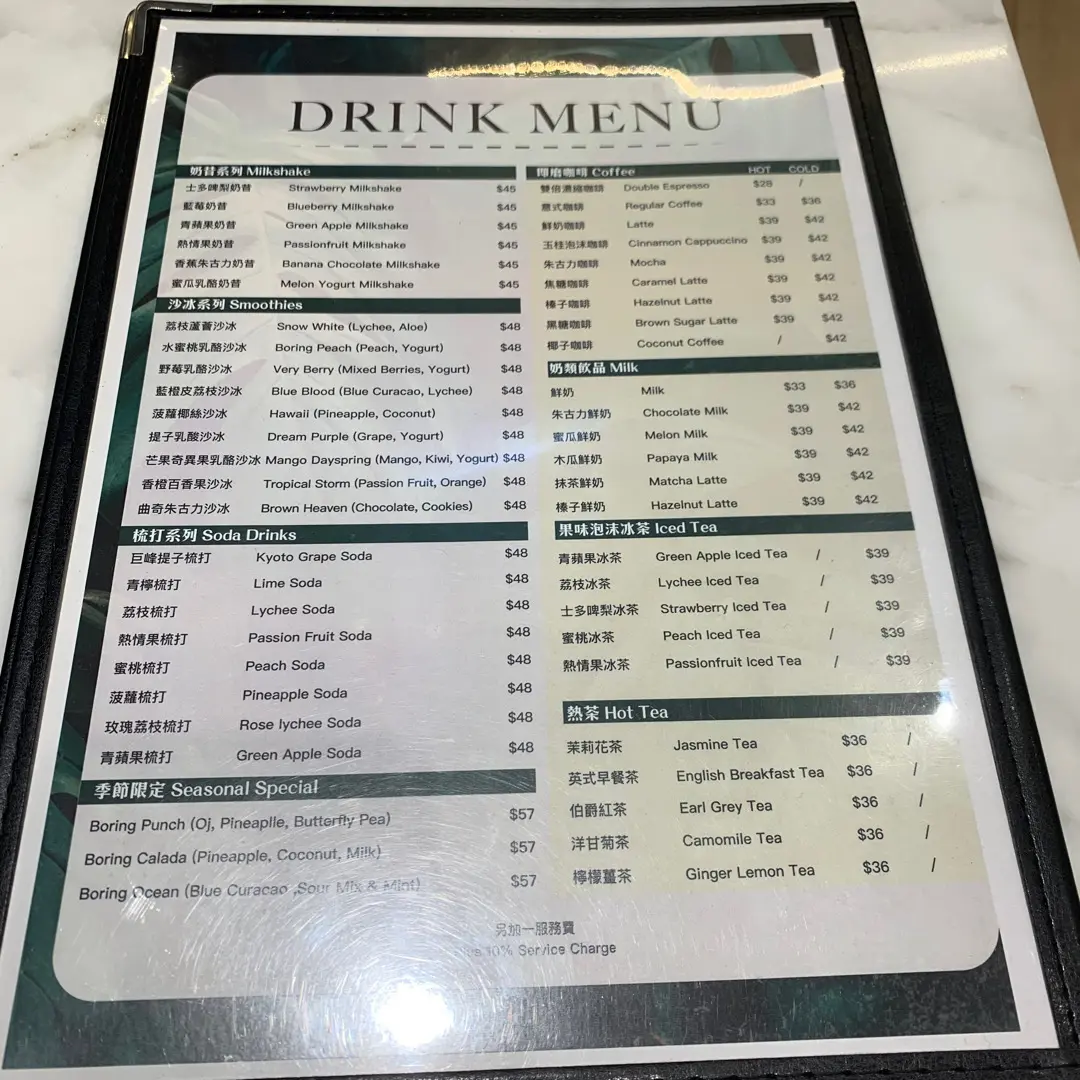 DRINK MENU
奶昔系列 Milkshake
士多啤梨奶昔 Strawberry Milkshake $45
藍莓奶昔 Blueberry Milkshake $45
青蘋果奶昔 Green Apple Milkshake $45
熱情果奶昔 Passionfruit Milkshake $45
香蕉朱古力奶昔 Banana Chocolate Milkshake $45
蜜瓜乳酪奶昔 Melon Yogurt Milkshake $45
沙冰系列 Smoothies
荔枝蘆薈沙冰 Snow White (Lychee, Aloe) $48
水蜜桃乳酪沙冰 Boring Peach (Peach, Yogurt) $48
野莓乳酪沙冰 Very Berry (Mixed Berries, Yogurt) $48
藍橙皮荔枝沙冰 Blue Blood (Blue Curacao, Lychee) $48
菠蘿椰絲沙冰 Hawaii (Pineapple, Coconut) $48
提子乳酸沙冰 Dream Purple (Grape, Yogurt) $48
芒果奇異果乳酪沙冰 Mango Dayspring (Mango, Kiwi, Yogurt) $48
香橙百香果沙冰 Tropical Storm (Passion Fruit, Orange) $48
曲奇朱古力沙冰 Brown Heaven (Chocolate, Cookies) $48
梳打系列 Soda Drinks
巨峰提子梳打 Kyoto Grape Soda $48
青檸梳打 Lime Soda $48
荔枝梳打 Lychee Soda $48
熱情果梳打 Passion Fruit Soda $48
蜜桃梳打 Peach Soda $48
菠蘿梳打 Pineapple Soda $48
玫瑰荔枝梳打 Rose lychee Soda $48
青蘋果梳打 Green Apple Soda $48
季節限定 Seasonal Special
Boring Punch (Oj, Pineaplle, Butterfly Pea) $57
Boring Calada (Pineapple, Coconut, Milk) $57
Boring Ocean (Blue Curacao ,Sour Mix & Mint) $57
即磨咖啡 Coffee HOT COLD
雙倍濃縮咖啡 Double Espresso $28 /
意式咖啡 Regular Coffee $33 $36
鮮奶咖啡 Latte $39 $42
玉桂泡沫咖啡 Cinnamon Cappuccino $39 $42
朱古力咖啡 Mocha $39 $42
焦糖咖啡 Caramel Latte $39 $42
榛子咖啡 Hazelnut Latte $39 $42
黑糖咖啡 Brown Sugar Latte $39 $42
椰子咖啡 Coconut Coffee / $42
奶類飲品 Milk
鮮奶 Milk $33 $36
朱古力鮮奶 Chocolate Milk $39 $42
蜜瓜鮮奶 Melon Milk $39 $42
木瓜鮮奶 Papaya Milk $39 $42
抹茶鮮奶 Matcha Latte $39 $42
榛子鮮奶 Hazelnut Latte $39 $42
果味泡沫冰茶 Iced Tea
青蘋果冰茶 Green Apple Iced Tea / $39
荔枝冰茶 Lychee Iced Tea / $39
士多啤梨冰茶 Strawberry Iced Tea / $39
蜜桃冰茶 Peach Iced Tea / $39
熱情果冰茶 Passionfruit Iced Tea / $39
熱茶 Hot Tea
茉莉花茶 Jasmine Tea $36 /
英式早餐茶 English Breakfast Tea $36 /
伯爵紅茶 Earl Grey Tea $36 /
洋甘菊茶 Camomile Tea $36 /
檸檬薑茶 Ginger Lemon Tea $36 /
另加一服務費
10% Service Charge